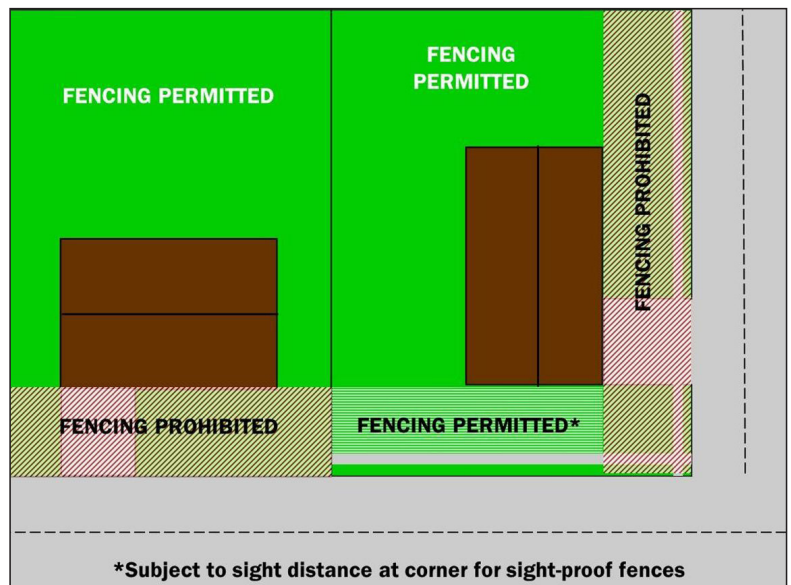 FENCING PERMITTED
FENCING
PERMITTED
FENCING PROHIBITED
FENCING PROHIBITED
FENCING PERMITTED*
*Subject to sight distance at corner for sight-proof fences